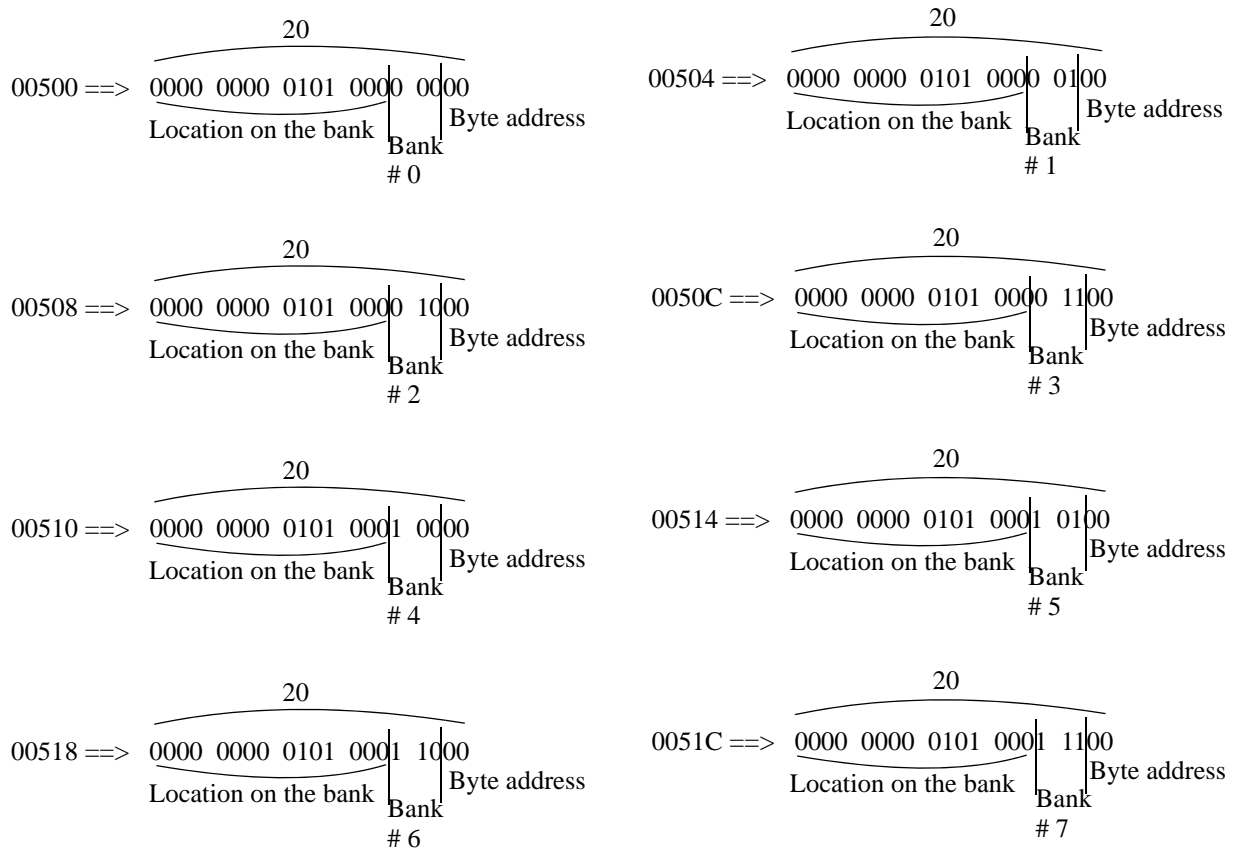 20
00500 ==> 0000 0000 0101 0000 0000
Location on the bank
Byte address
Bank
# 0
20
00504 ==> 0000 0000 0101 0000 0100
Location on the bank
Byte address
Bank
# 1
20
00508 ==> 0000 0000 0101 0000 1000
Location on the bank
Byte address
Bank
# 2
20
0050C ==> 0000 0000 0101 0000 1100
Location on the bank
Byte address
Bank
# 3
20
00510 ==> 0000 0000 0101 0001 0000
Location on the bank
Byte address
Bank
# 4
20
00514 ==> 0000 0000 0101 0001 0100
Location on the bank
Byte address
Bank
# 5
20
00518 ==> 0000 0000 0101 0001 1000
Location on the bank
Byte address
Bank
# 6
20
0051C ==> 0000 0000 0101 0001 1100
Location on the bank
Byte address
Bank
# 7